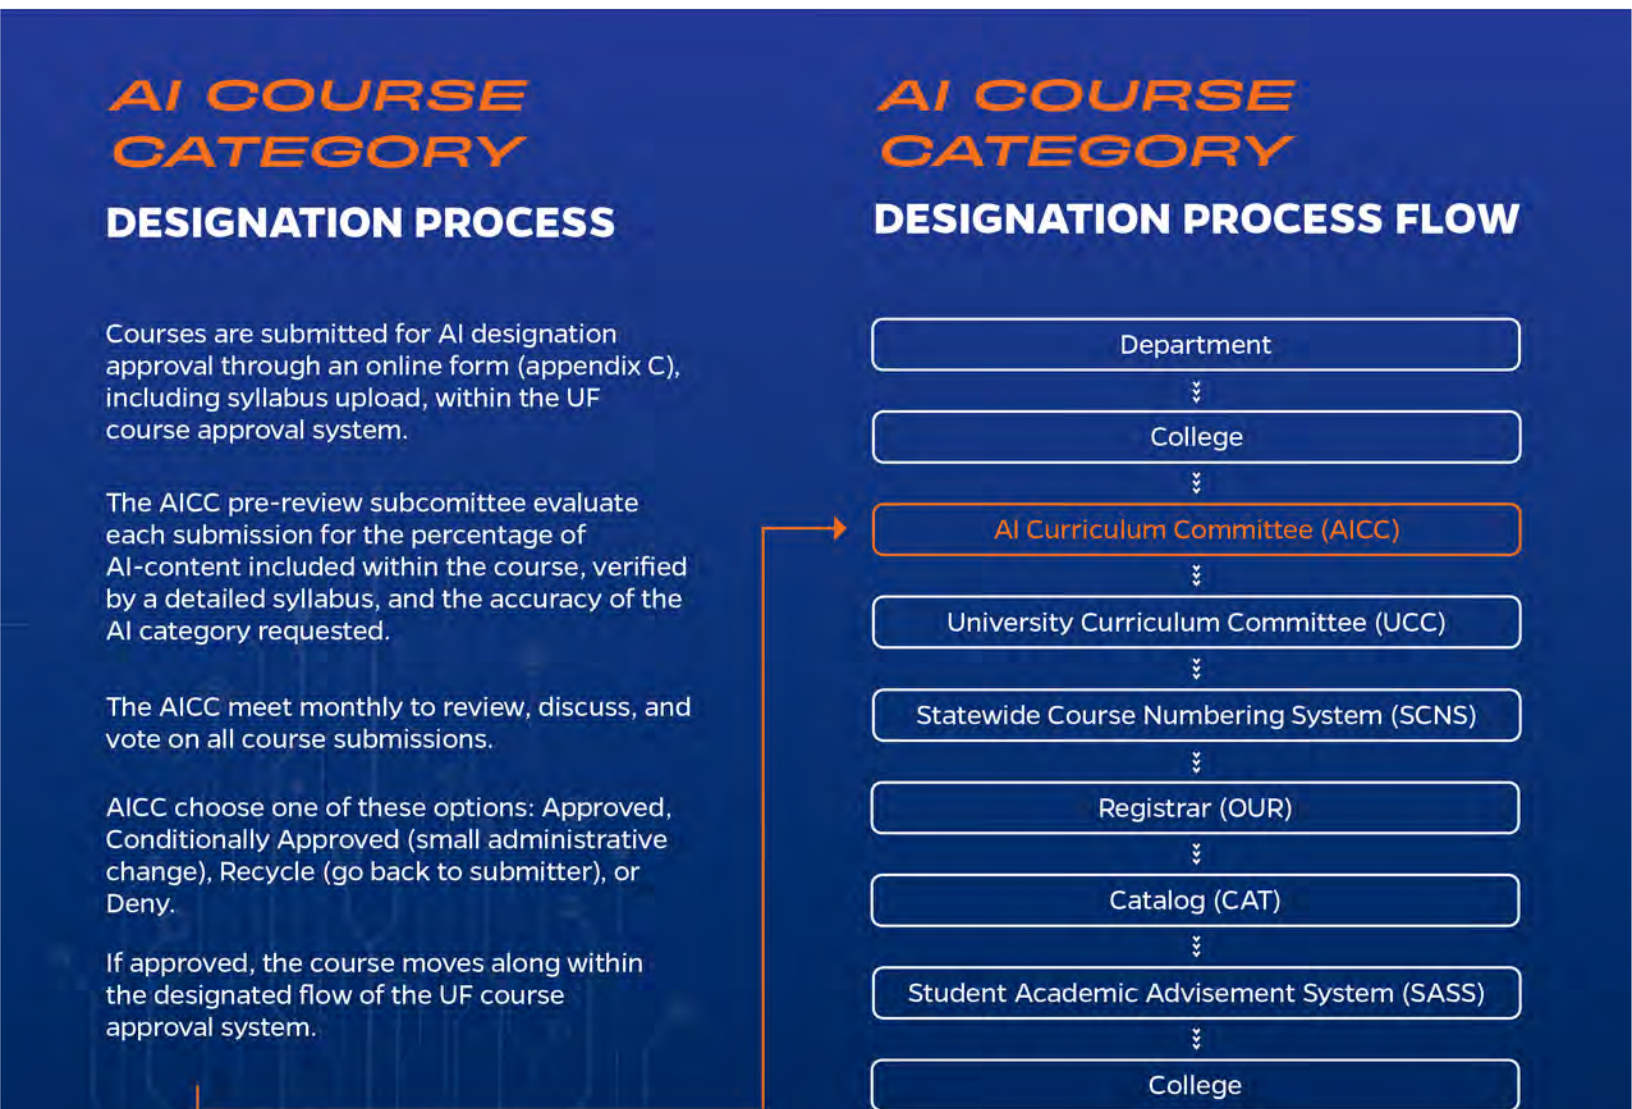 AI COURSE
CATEGORY
DESIGNATION PROCESS
Courses are submitted for AI designation
approval through an online form (appendix C),
including syllabus upload, within the UF
course approval system.
The AICC pre-review subcomittee evaluate
each submission for the percentage of
AI-content included within the course, verified
by a detailed syllabus, and the accuracy of the
AI category requested.
The AICC meet monthly to review, discuss, and
vote on all course submissions.
AICC choose one of these options: Approved,
Conditionally Approved (small administrative
change), Recycle (go back to submitter), or
Deny.
If approved, the course moves along within
the designated flow of the UF course
approval system.
AI COURSE
CATEGORY
DESIGNATION PROCESS FLOW
Department
College
AI Curriculum Committee (AICC)
University Curriculum Committee (UCC)
Statewide Course Numbering System (SCNS)
Registrar (OUR)
Catalog (CAT)
Student Academic Advisement System (SASS)
College